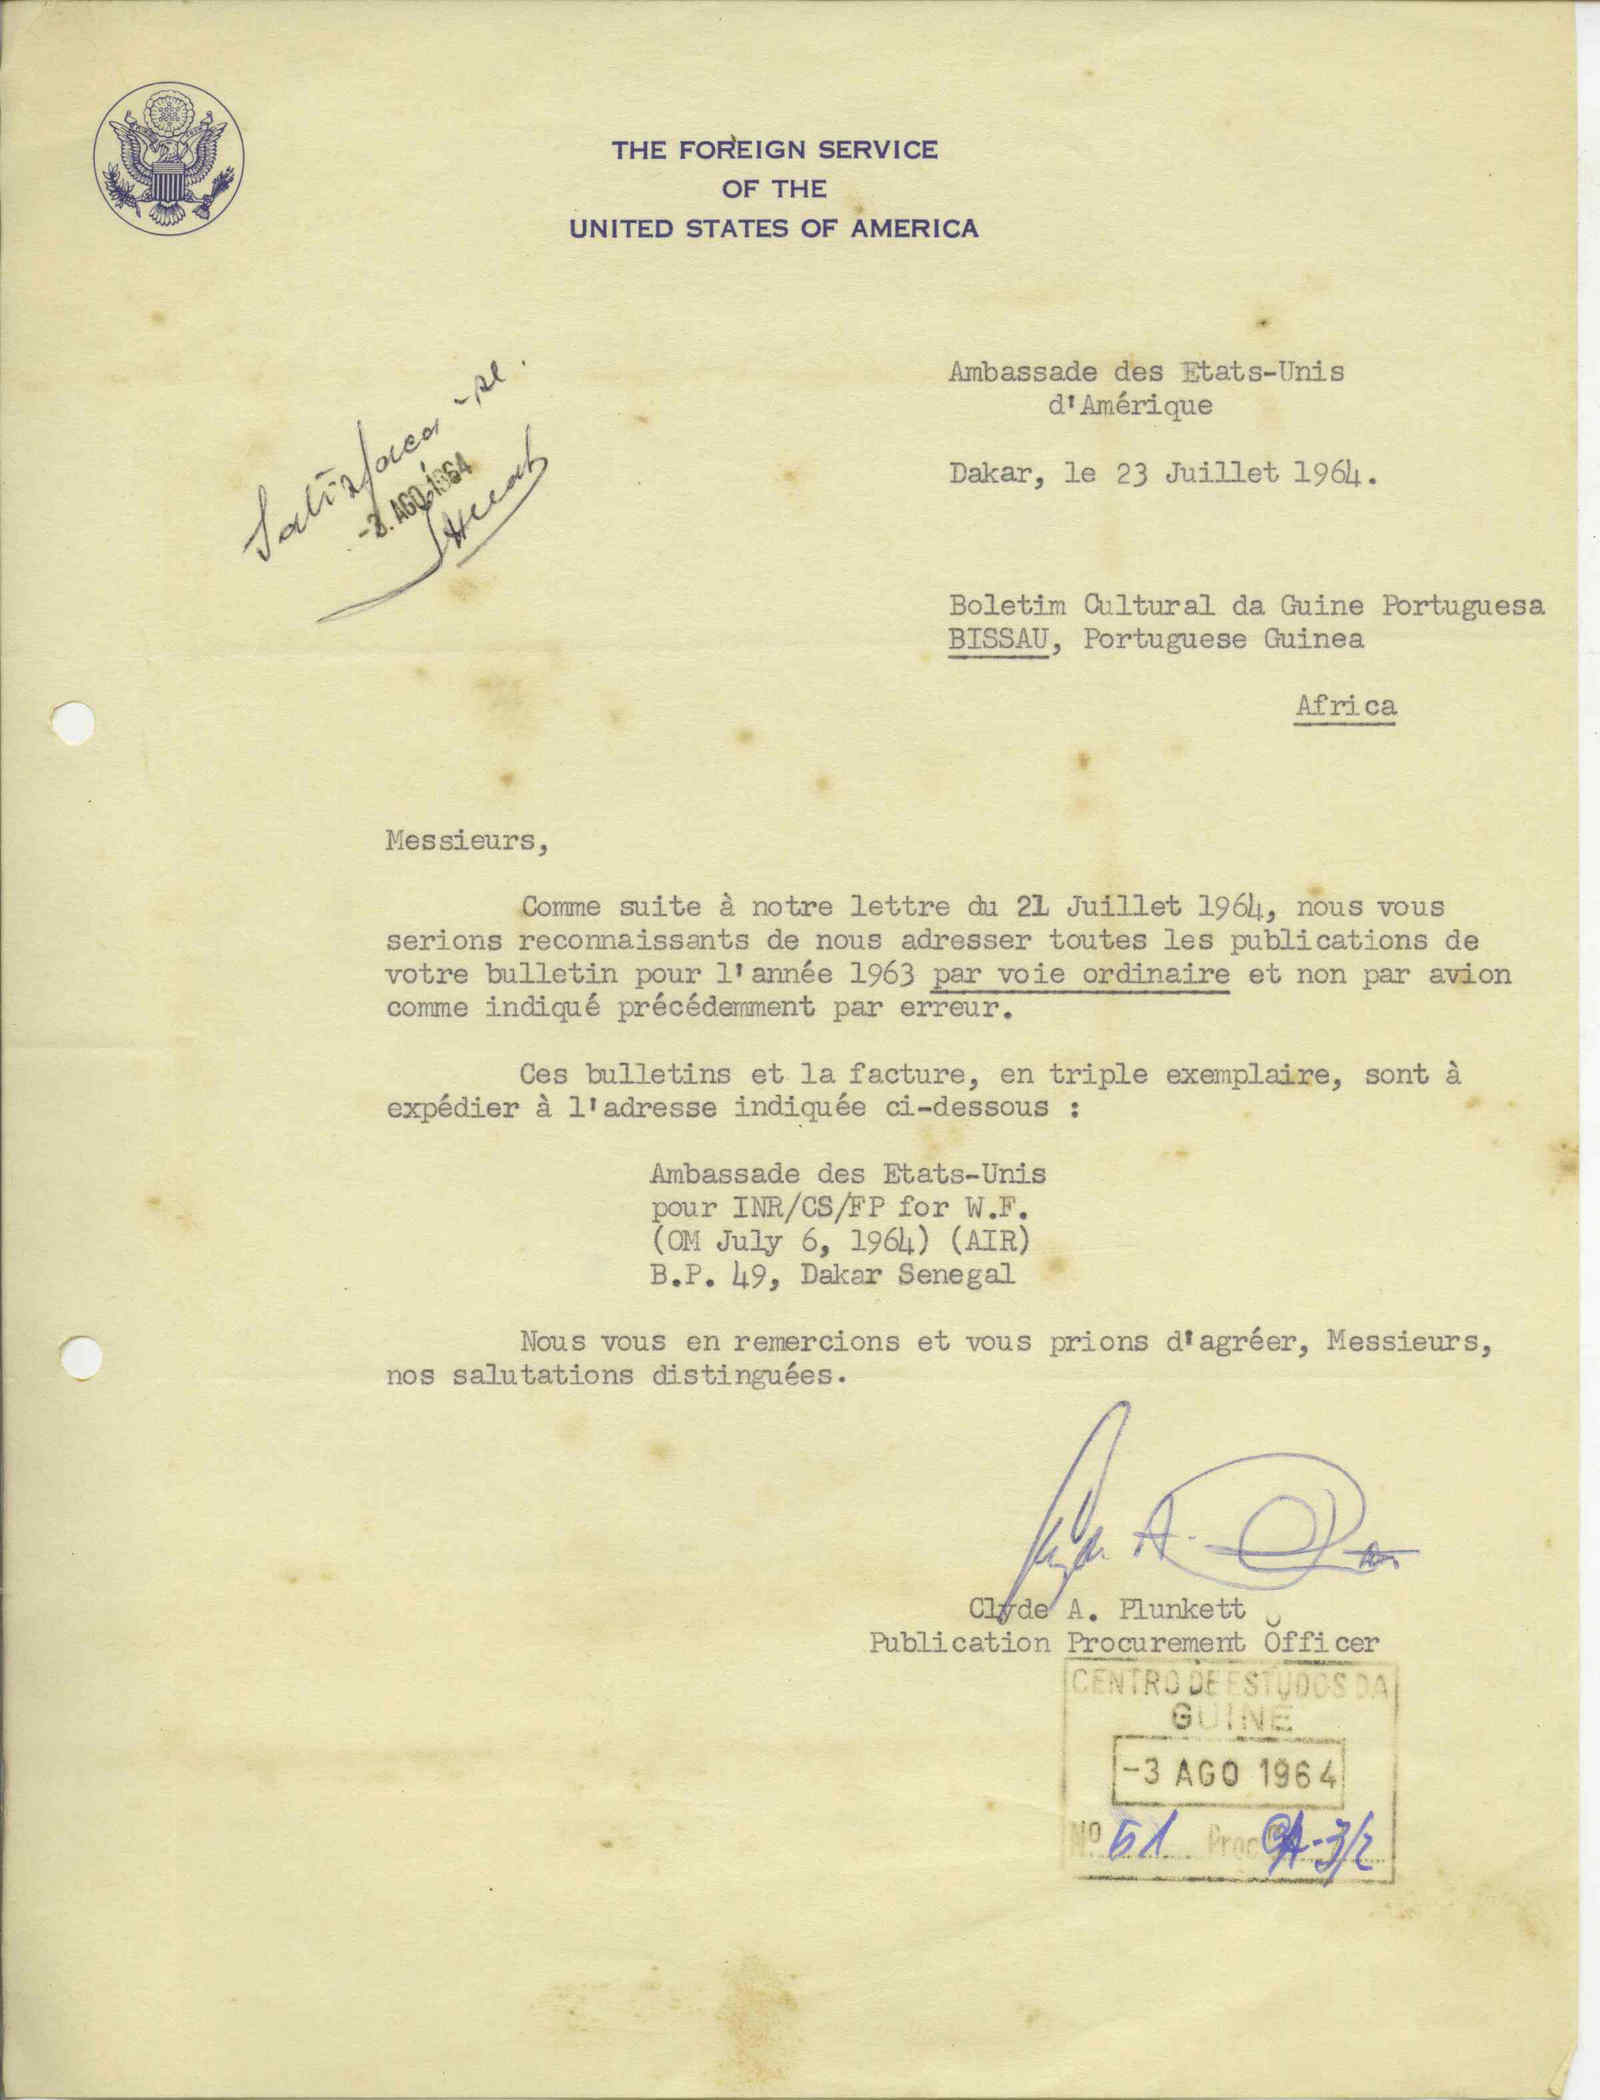 THE FOREIGN SERVICE
OF THE
UNITED STATES OF AMERICA
Satisfaça-se.
-3. AGO. 1964
Ambassade des Etats-Unis
d'Amérique
Dakar, le 23 Juillet 1964.
Boletim Cultural da Guine Portuguesa
BISSAU, Portuguese Guinea
Africa
Messieurs,
Comme suite à notre lettre du 21 Juillet 1964, nous vous
serions reconnaissants de nous adresser toutes les publications de
votre bulletin pour l'année 1963 par voie ordinaire et non par avion
comme indiqué précédemment par erreur.
Ces bulletins et la facture, en triple exemplaire, sont à
expédier à l'adresse indiquée ci-dessous :
Ambassade des Etats-Unis
pour INR/CS/FP for W.F.
(OM July 6, 1964) (AIR)
B.P. 49, Dakar Senegal
Nous vous en remercions et vous prions d'agréer, Messieurs,
nos salutations distinguées.
Clyde A. Plunkett
Publication Procurement Officer
CENTRO DE ESTUDOS DA
GUINÉ
-3 AGO 1964
Nº 51 Proc